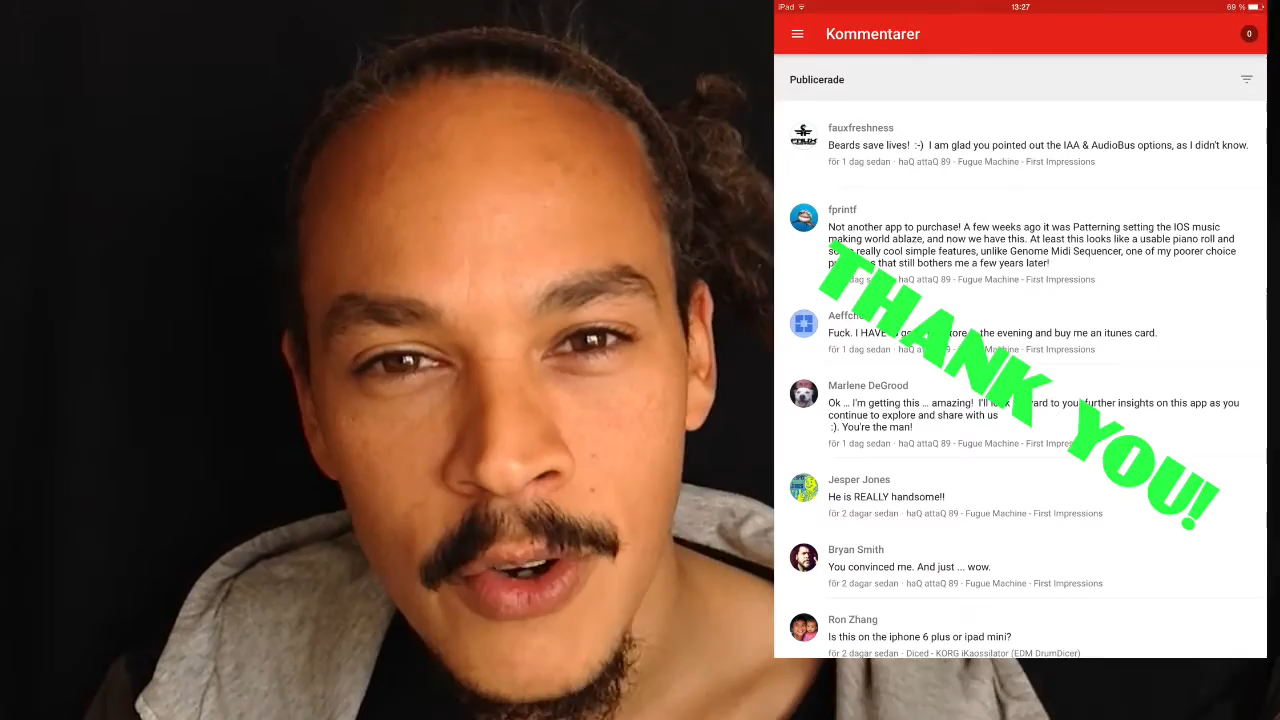 iPad 13:27 69 %
Kommentarer 0
Publicerade
fauxfreshness
Beards save lives! :-) I am glad you pointed out the IAA & AudioBus options, as I didn't know.
för 1 dag sedan · haQ attaQ 89 - Fugue Machine - First Impressions
fprintf
Not another app to purchase! A few weeks ago it was Patterning setting the IOS music
making world ablaze, and now we have this. At least this looks like a usable piano roll and
really cool simple features, unlike Genome Midi Sequencer, one of my poorer choice
that still bothers me a few years later!
dag sedan · haQ attaQ 89 - Fugue Machine - First Impressions
Fuck. I HAVE the evening and buy me an itunes card.
för 1 dag sedan · Machine - First Impressions
Marlene DeGrood
Ok ... I'm getting this ... amazing! I'll further insights on this app as you
continue to explore and share with us
:). You're the man!
för 1 dag sedan · haQ attaQ 89 - Fugue Machine - First
Jesper Jones
He is REALLY handsome!!
för 2 dagar sedan · haQ attaQ 89 - Fugue Machine - First Impressions
Bryan Smith
You convinced me. And just ... wow.
för 2 dagar sedan · haQ attaQ 89 - Fugue Machine - First Impressions
Ron Zhang
Is this on the iphone 6 plus or ipad mini?
för 2 dagar sedan · Diced - KORG iKaossilator (EDM DrumDicer)
THANK YOU!